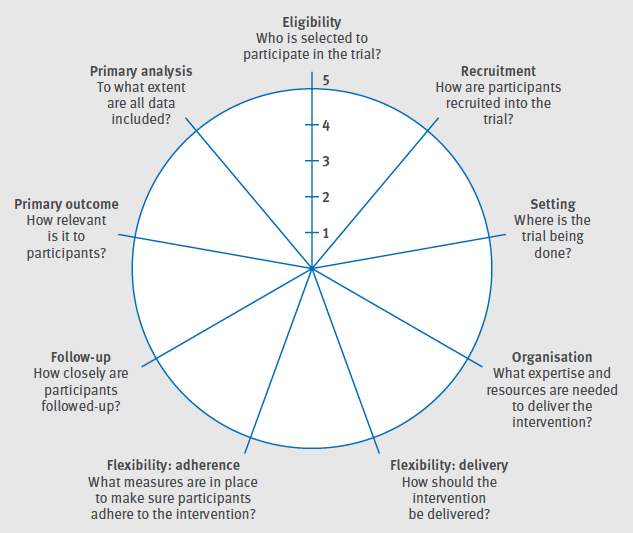 Eligibility
Who is selected to
participate in the trial?
Recruitment
How are participants
recruited into the
trial?
Setting
Where is the
trial being
done?
Organisation
What expertise and
resources are needed
to deliver the
intervention?
Flexibility: delivery
How should the
intervention
be delivered?
Flexibility: adherence
What measures are in place
to make sure participants
adhere to the intervention?
Follow-up
How closely are
participants
followed-up?
Primary outcome
How relevant
is it to
participants?
Primary analysis
To what extent
are all data
included?
5
4
3
2
1